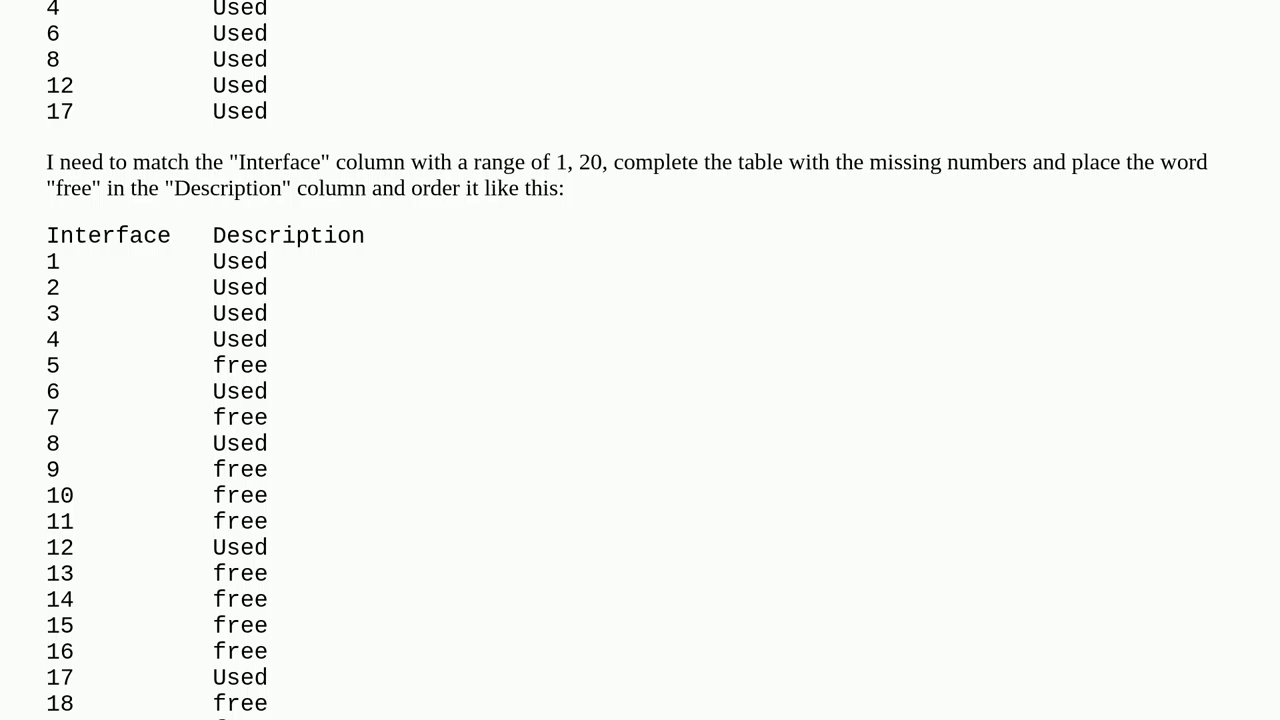 4 Used
6 Used
8 Used
12 Used
17 Used
I need to match the "Interface" column with a range of 1, 20, complete the table with the missing numbers and place the word
"free" in the "Description" column and order it like this:
Interface Description
1 Used
2 Used
3 Used
4 Used
5 free
6 Used
7 free
8 Used
9 free
10 free
11 free
12 Used
13 free
14 free
15 free
16 free
17 Used
18 free